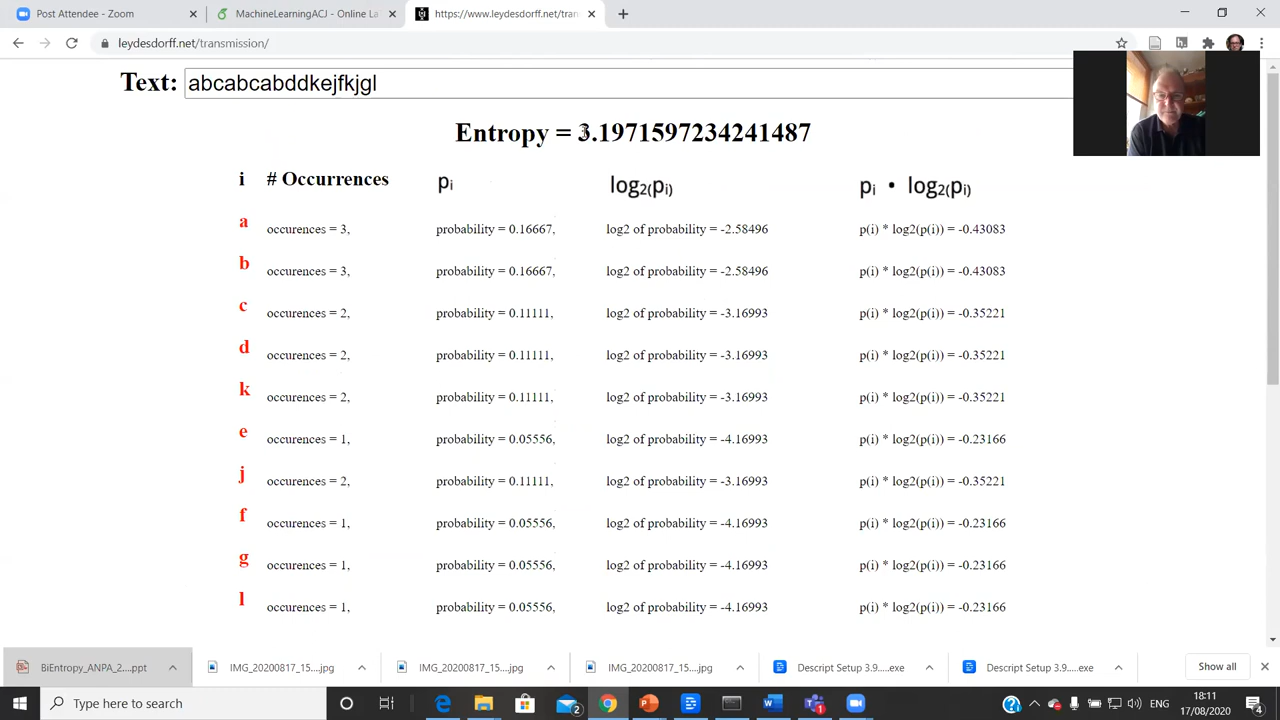 Post Attendee - Zoom
MachineLearningACJ - Online La
https://www.leydesdorff.net/tran
leydesdorff.net/transmission/
Text: abcabcabddkejfkjgl
Entropy = 3.1971597234241487
i # Occurrences pi log2(pi) pi • log2(pi)
a occurences = 3, probability = 0.16667, log2 of probability = -2.58496 p(i) * log2(p(i)) = -0.43083
b occurences = 3, probability = 0.16667, log2 of probability = -2.58496 p(i) * log2(p(i)) = -0.43083
c occurences = 2, probability = 0.11111, log2 of probability = -3.16993 p(i) * log2(p(i)) = -0.35221
d occurences = 2, probability = 0.11111, log2 of probability = -3.16993 p(i) * log2(p(i)) = -0.35221
k occurences = 2, probability = 0.11111, log2 of probability = -3.16993 p(i) * log2(p(i)) = -0.35221
e occurences = 1, probability = 0.05556, log2 of probability = -4.16993 p(i) * log2(p(i)) = -0.23166
j occurences = 2, probability = 0.11111, log2 of probability = -3.16993 p(i) * log2(p(i)) = -0.35221
f occurences = 1, probability = 0.05556, log2 of probability = -4.16993 p(i) * log2(p(i)) = -0.23166
g occurences = 1, probability = 0.05556, log2 of probability = -4.16993 p(i) * log2(p(i)) = -0.23166
l occurences = 1, probability = 0.05556, log2 of probability = -4.16993 p(i) * log2(p(i)) = -0.23166
BiEntropy_ANPA_2....ppt
IMG_20200817_15....jpg
IMG_20200817_15....jpg
IMG_20200817_15....jpg
Descript Setup 3.9.....exe
Descript Setup 3.9.....exe
Show all
Type here to search
2
1
ENG
18:11
17/08/2020
4